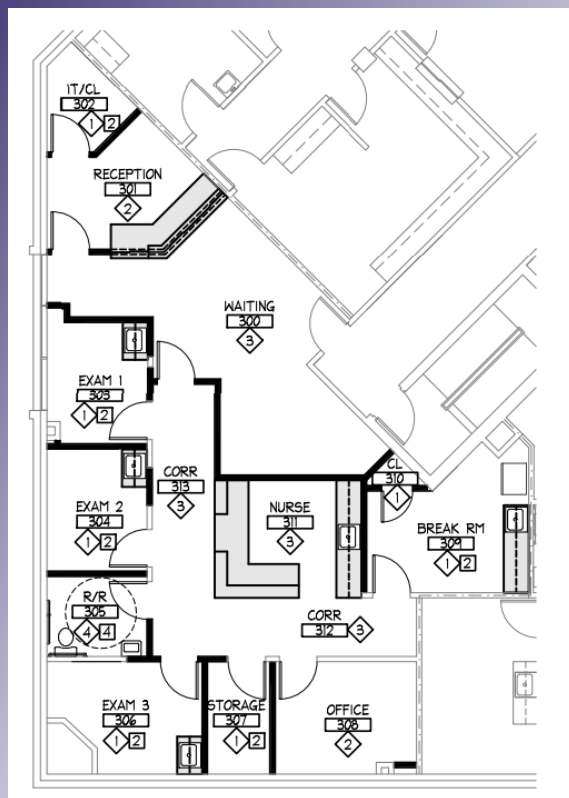 IT/CL
302
1 2
RECEPTION
301
2
WAITING
300
3
EXAM 1
303
1 2
CORR
313
3
CL
310
1
EXAM 2
304
1 2
NURSE
311
3
BREAK RM
309
1 2
R/R
305
4 4
CORR
312 3
EXAM 3
306
1 2
STORAGE
307
1 2
OFFICE
308
2